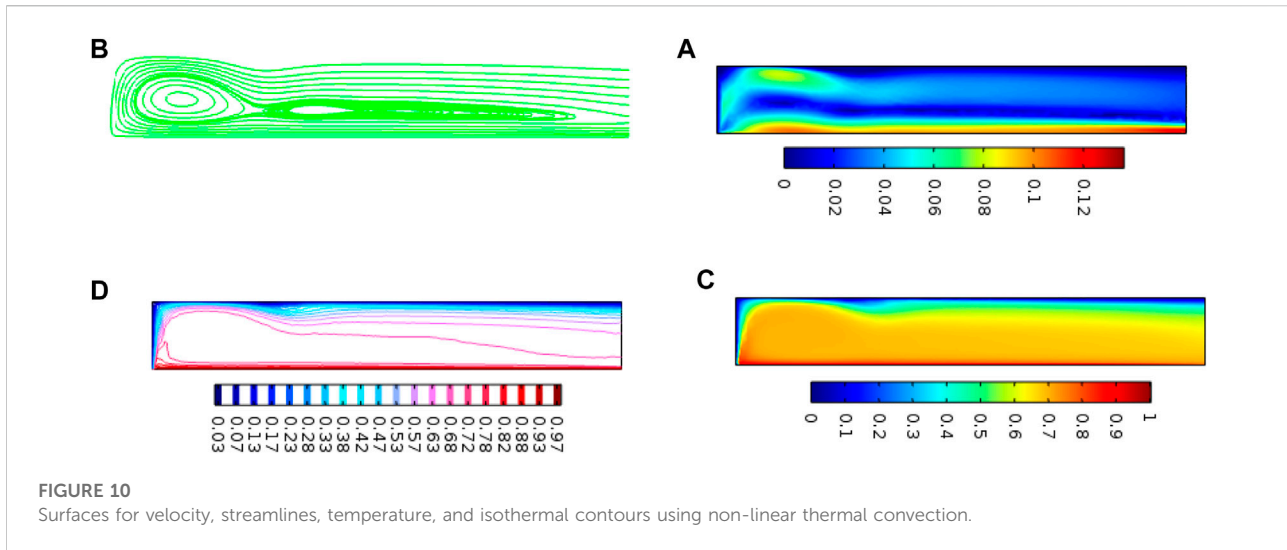 B
A
0 0.02 0.04 0.06 0.08 0.1 0.12
D
C
0.03 0.07 0.13 0.17 0.23 0.28 0.33 0.38 0.42 0.47 0.53 0.57 0.63 0.68 0.72 0.78 0.82 0.88 0.93 0.97
0 0.1 0.2 0.3 0.4 0.5 0.6 0.7 0.8 0.9 1
FIGURE 10
Surfaces for velocity, streamlines, temperature, and isothermal contours using non-linear thermal convection.